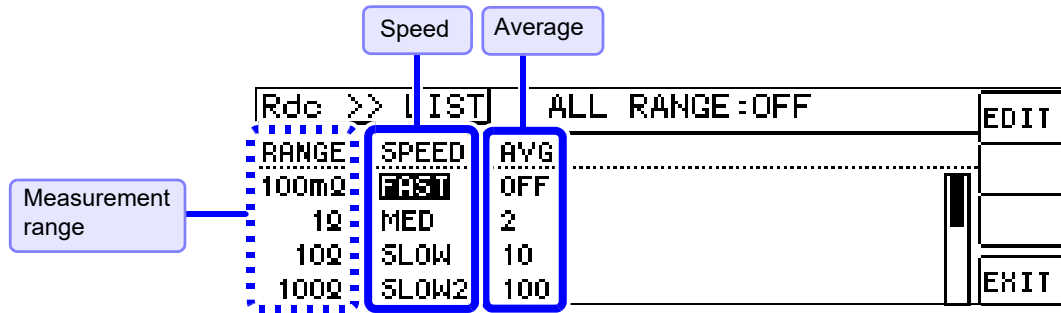 Speed
Average
Rdc >> LIST ALL RANGE:OFF
EDIT
RANGE SPEED AVG
100mΩ FAST OFF
Measurement
range
1Ω MED 2
10Ω SLOW 10
100Ω SLOW2 100
EXIT